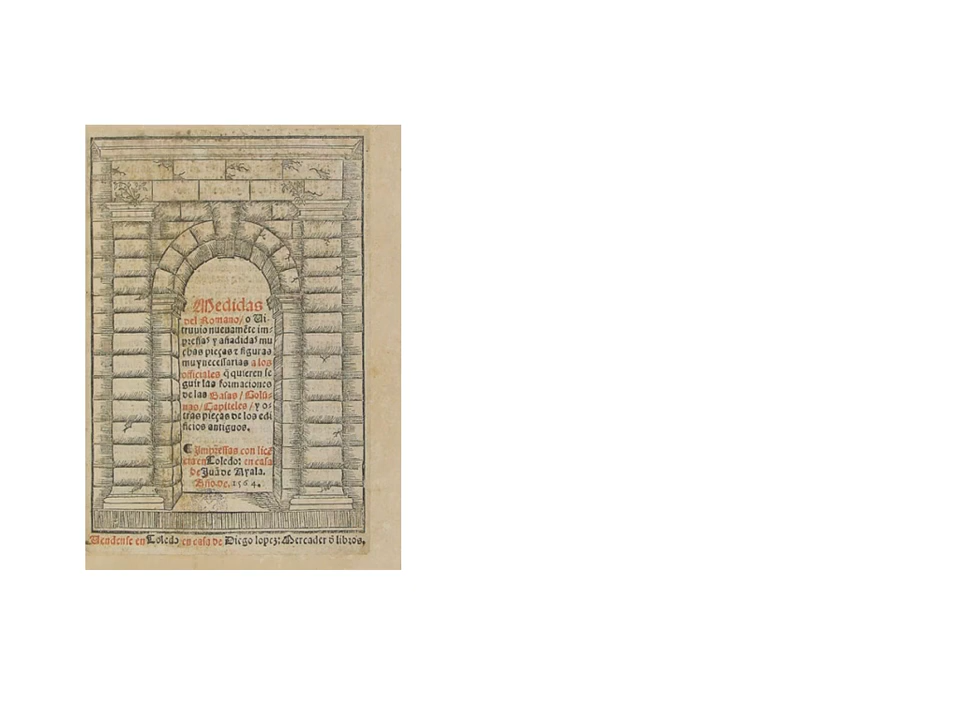 Medidas
del Romano/ o Vi
truuio nueuamẽte im-
pressas y añadidas mu
chas pieças e figuras
muy necessarias a los
officiales q̃ quieren se
guir las formaciones
de las Basas / Colũ-
nas/ Capiteles / y o-
tras pieças de los edi
ficios antiguos.
¶ Impressas con licẽ
cia en Toledo: en casa
de Juã de Ayala.
Año de. 1564.
Vendense en Toledo en casa de Diego lopez: Mercader d̃ libros.